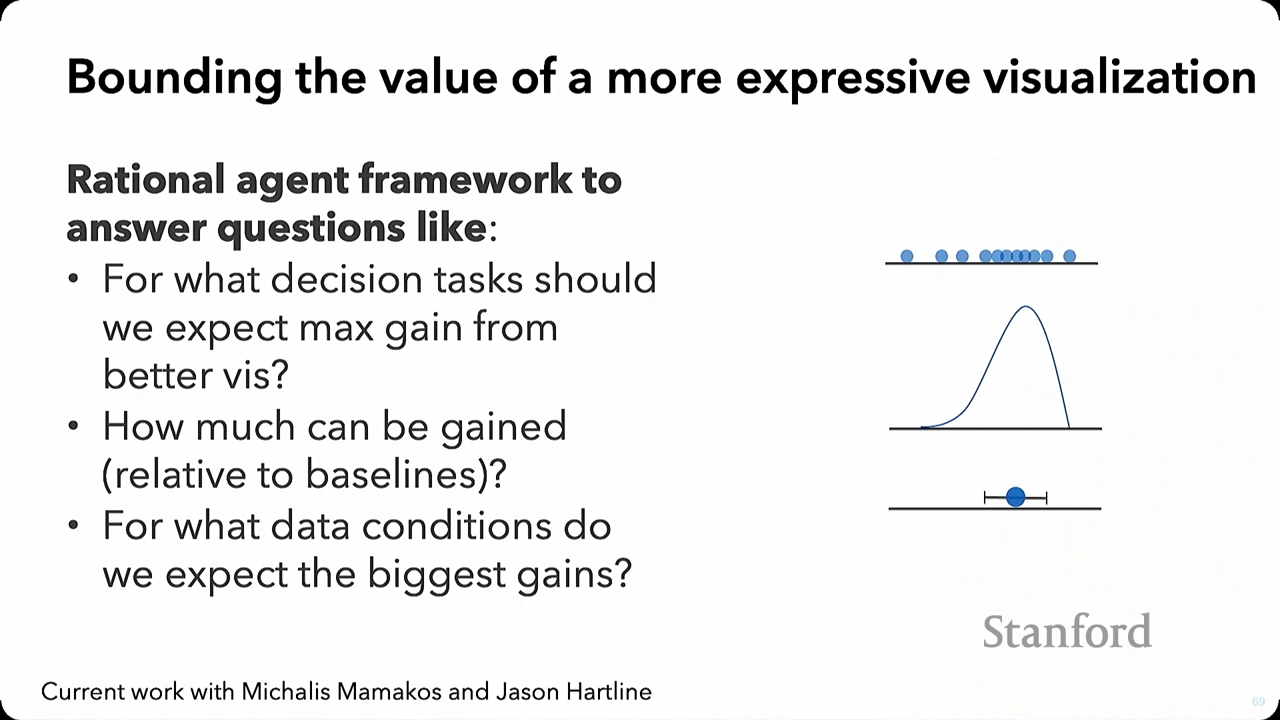 Bounding the value of a more expressive visualization
Rational agent framework to
answer questions like:
• For what decision tasks should
we expect max gain from
better vis?
• How much can be gained
(relative to baselines)?
• For what data conditions do
we expect the biggest gains?
Stanford
Current work with Michalis Mamakos and Jason Hartline
69